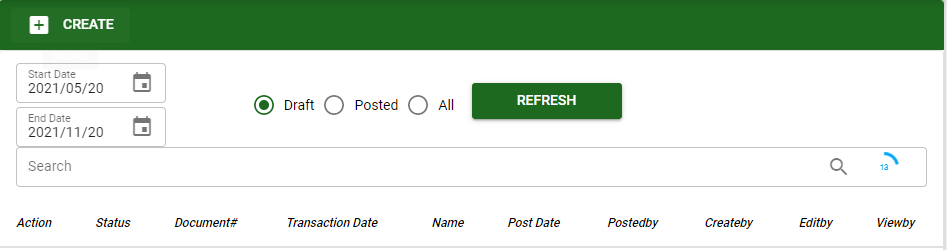 CREATE
Start Date
2021/05/20
End Date
2021/11/20
Draft Posted All
REFRESH
Search
13
Action Status Document# Transaction Date Name Post Date Postedby Createby Editby Viewby